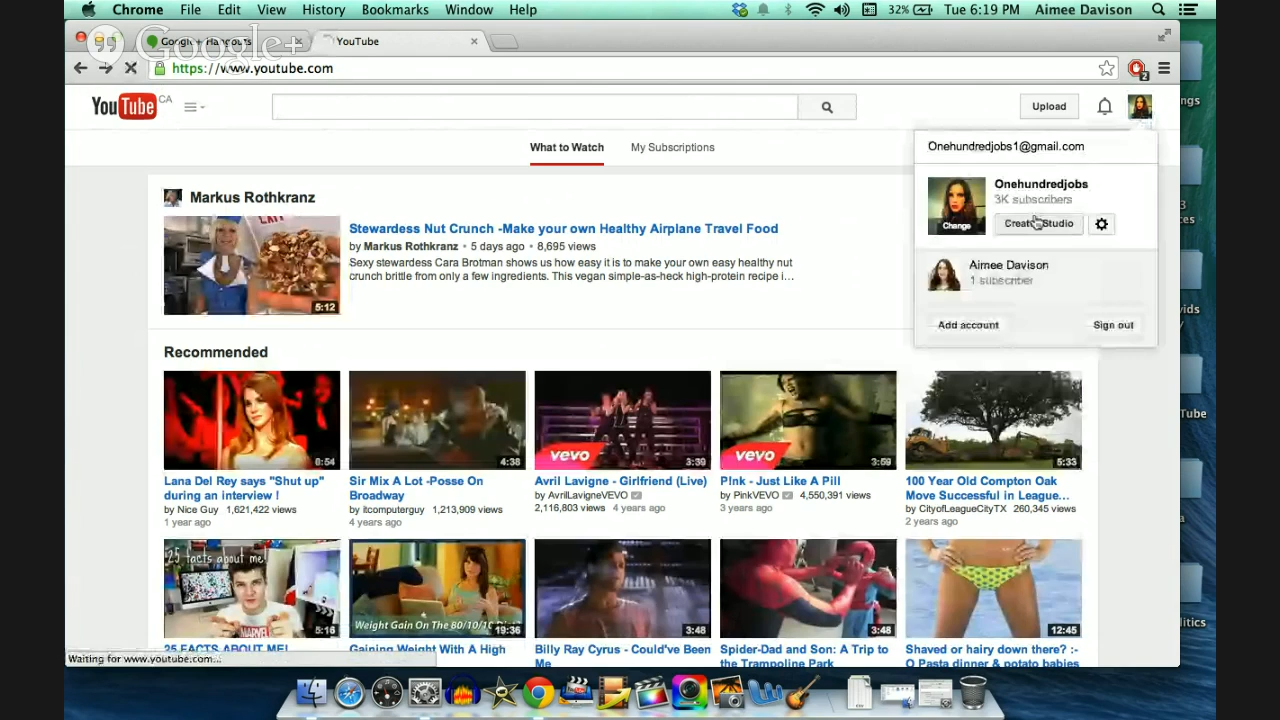 Chrome File Edit View History Bookmarks Window Help 32% Tue 6:19 PM Aimee Davison
Google+ Hangouts YouTube
Google+
https://www.youtube.com
2
YouTube CA Upload
ngs
What to Watch My Subscriptions
Onehundredjobs1@gmail.com
Onehundredjobs
3K subscribers
Change
Aimee Davison
1 subscriber
Add account Sign out
Markus Rothkranz
Stewardess Nut Crunch -Make your own Healthy Airplane Travel Food
by Markus Rothkranz • 5 days ago • 8,695 views
Sexy stewardess Cara Brotman shows us how easy it is to make your own easy healthy nut
crunch brittle from only a few ingredients. This vegan simple-as-heck high-protein recipe i...
5:12
3
vids
Tube
litics
Recommended
8:54
4:38
vevo
3:39
vevo
3:59
5:33
Lana Del Rey says "Shut up"
during an interview !
by Nice Guy 1,621,422 views
1 year ago
Sir Mix A Lot -Posse On
Broadway
by itcomputerguy 1,213,909 views
4 years ago
Avril Lavigne - Girlfriend (Live)
by AvrilLavigneVEVO
2,116,803 views 4 years ago
P!nk - Just Like A Pill
by PinkVEVO 4,550,391 views
3 years ago
100 Year Old Compton Oak
Move Successful in League...
by CityofLeagueCityTX 260,345 views
2 years ago
25 facts about me!
MARVEL
5:16
19:36
3:48
3:48
12:45
25 FACTS ABOUT ME!
Gaining Weight With A High
Billy Ray Cyrus - Could've Been
Me
Spider-Dad and Son: A Trip to
the Trampoline Park
Shaved or hairy down there? :-
O Pasta dinner & potato babies
Waiting for www.youtube.com...